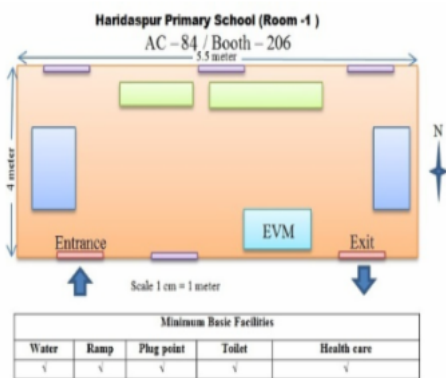 Haridaspur Primary School (Room -1 )
AC – 84 / Booth – 206
5.5 meter
N
4 meter
EVM
Entrance
Exit
Scale 1 cm = 1 meter
Minimum Basic Facilities
Water Ramp Plug point Toilet Health care
√ √ √ √ √